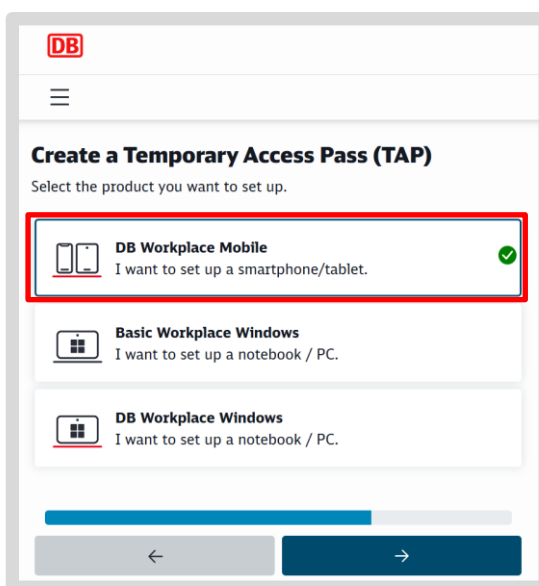 DB
Create a Temporary Access Pass (TAP)
Select the product you want to set up.
DB Workplace Mobile
I want to set up a smartphone/tablet.
Basic Workplace Windows
I want to set up a notebook / PC.
DB Workplace Windows
I want to set up a notebook / PC.